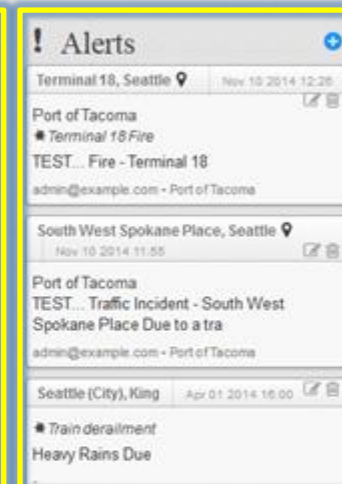 ! Alerts
Terminal 18, Seattle Nov 10 2014 12:26
Port of Tacoma
Terminal 18 Fire
TEST... Fire - Terminal 18
admin@example.com - Port of Tacoma
South West Spokane Place, Seattle
Nov 10 2014 11:55
Port of Tacoma
TEST... Traffic Incident - South West
Spokane Place Due to a tra
admin@example.com - Port of Tacoma
Seattle (City), King Apr 01 2014 16:00
Train derailment
Heavy Rains Due